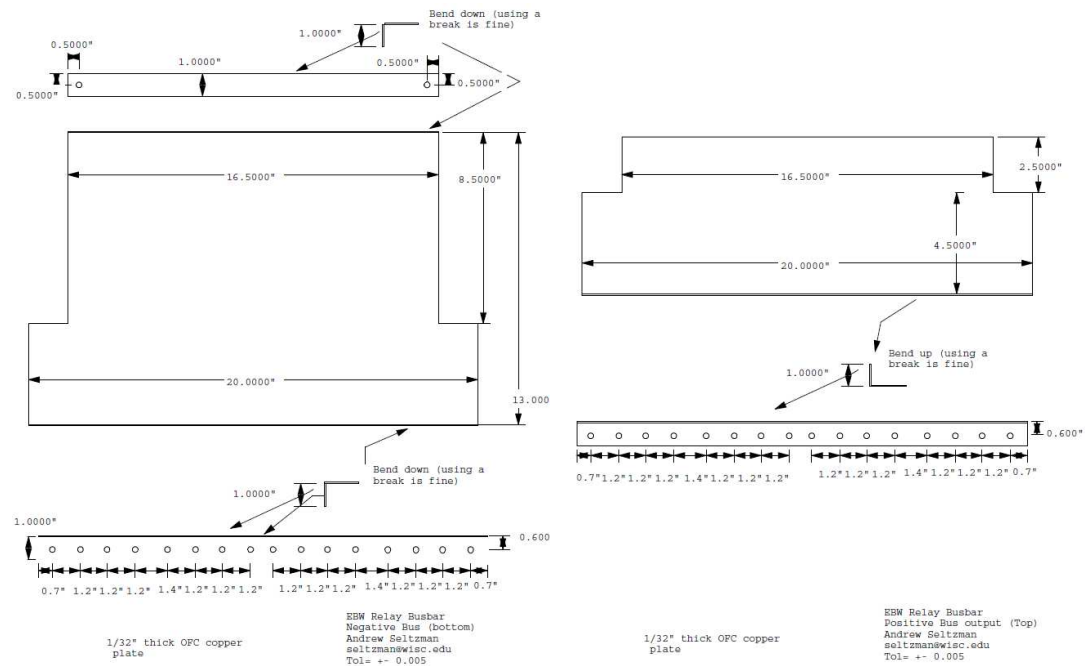 Bend down (using a
break is fine)
1.0000"
0.5000"
1.0000"
0.5000"
0.5000"
0.5000"
16.5000"
8.5000"
20.0000"
13.000
Bend down (using a
break is fine)
1.0000"
1.0000"
0.600
0.7" 1.2" 1.2" 1.2" 1.4" 1.2" 1.2" 1.2" 1.2" 1.2" 1.2" 1.4" 1.2" 1.2" 1.2" 0.7"
1/32" thick OFC copper
plate
EBW Relay Busbar
Negative Bus (bottom)
Andrew Seltzman
seltzman@wisc.edu
Tol= +- 0.005
16.5000"
2.5000"
4.5000"
20.0000"
Bend up (using a
break is fine)
1.0000"
0.600"
0.7" 1.2" 1.2" 1.2" 1.4" 1.2" 1.2" 1.2" 1.2" 1.2" 1.2" 1.4" 1.2" 1.2" 1.2" 0.7"
1/32" thick OFC copper
plate
EBW Relay Busbar
Positive Bus output (Top)
Andrew Seltzman
seltzman@wisc.edu
Tol= +- 0.005